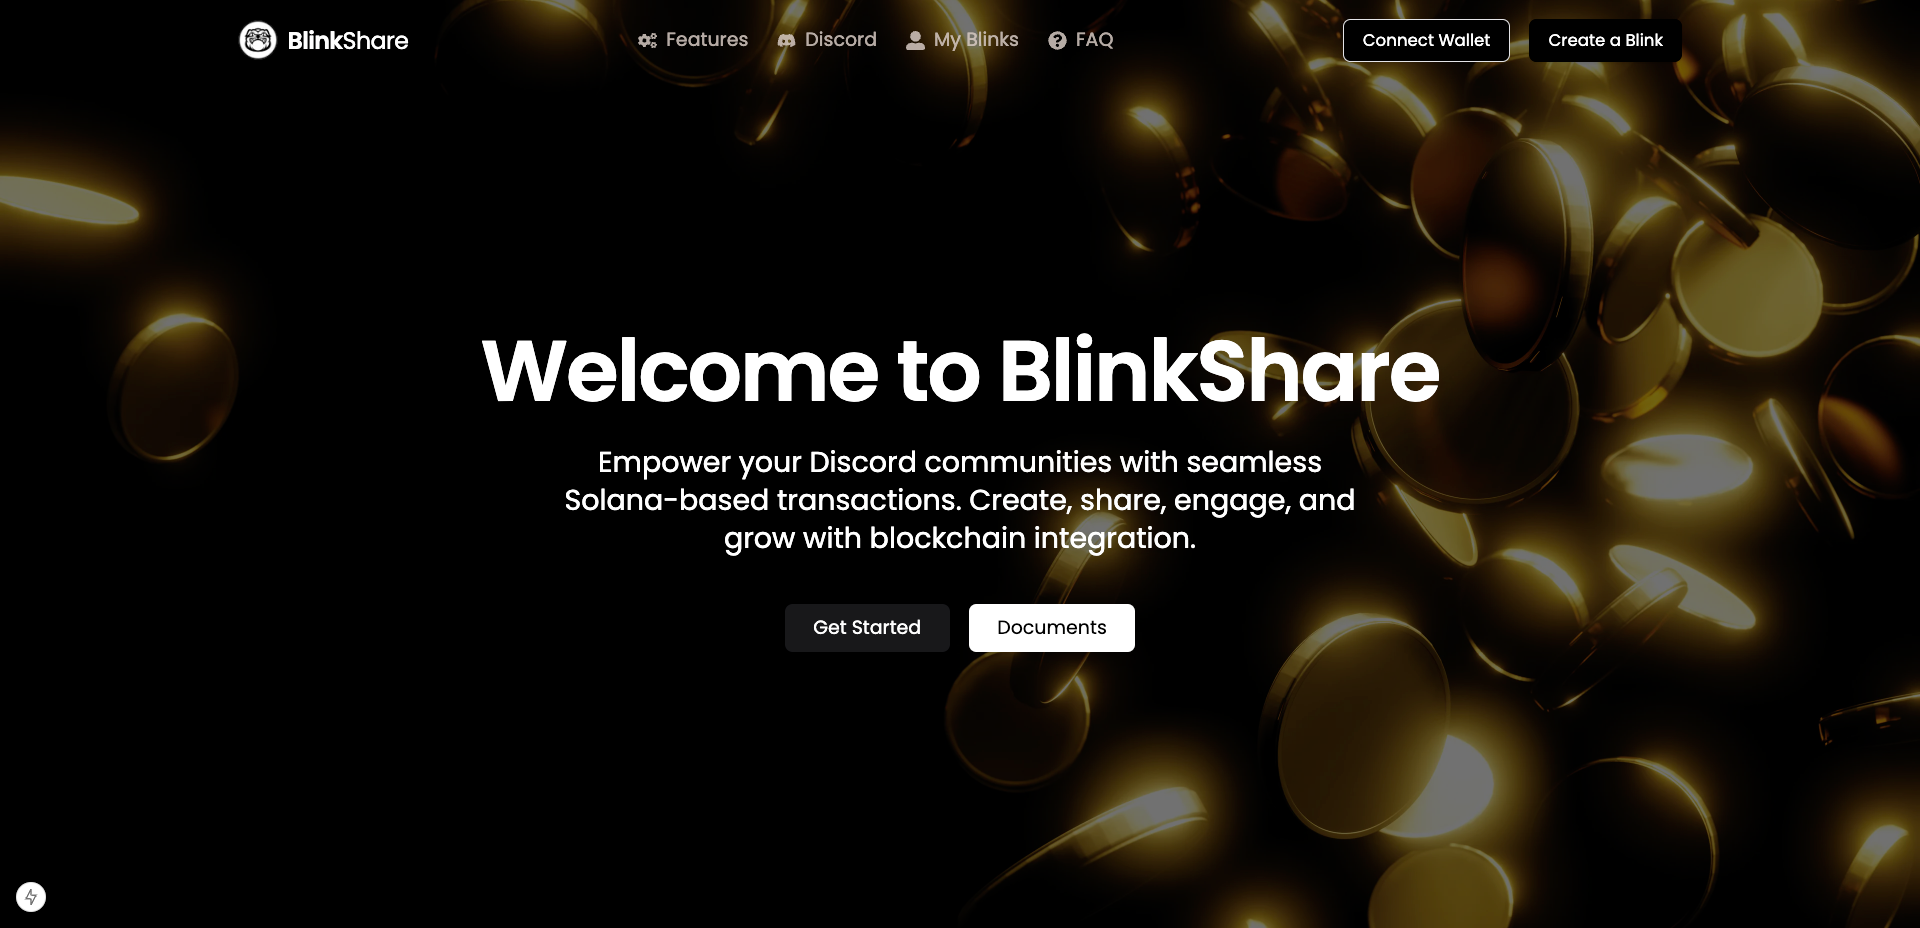 BlinkShare
Features
Discord
My Blinks
FAQ
Connect Wallet
Create a Blink
Welcome to BlinkShare
Empower your Discord communities with seamless
Solana-based transactions. Create, share, engage, and
grow with blockchain integration.
Get Started
Documents